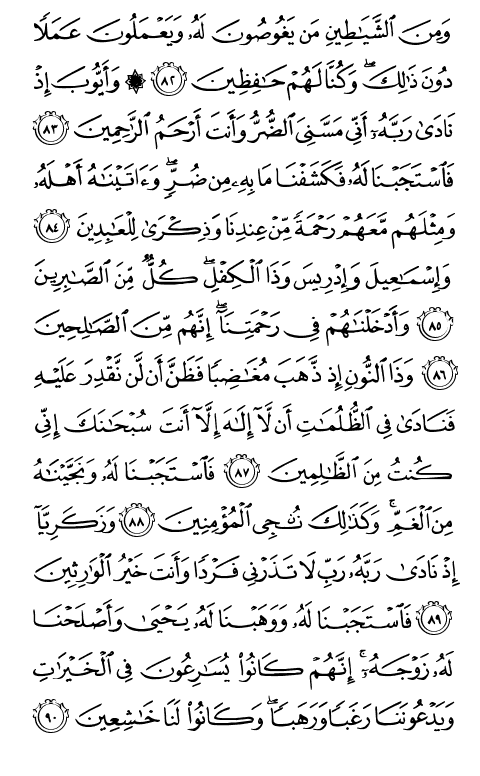 وَمِنَ ٱلشَّيَٰطِينِ مَن يَغُوصُونَ لَهُۥ وَيَعۡمَلُونَ عَمَلٗا
دُونَ ذَٰلِكَۖ وَكُنَّا لَهُمۡ حَٰفِظِينَ ٨٢ ۞ وَأَيُّوبَ إِذۡ
نَادَىٰ رَبَّهُۥٓ أَنِّي مَسَّنِيَ ٱلضُّرُّ وَأَنتَ أَرۡحَمُ ٱلرَّٰحِمِينَ ٨٣
فَٱسۡتَجَبۡنَا لَهُۥ فَكَشَفۡنَا مَا بِهِۦ مِن ضُرّٖۖ وَءَاتَيۡنَٰهُ أَهۡلَهُۥ
وَمِثۡلَهُم مَّعَهُمۡ رَحۡمَةٗ مِّنۡ عِندِنَا وَذِكۡرَىٰ لِلۡعَٰبِدِينَ ٨٤
وَإِسۡمَٰعِيلَ وَإِدۡرِيسَ وَذَا ٱلۡكِفۡلِۖ كُلّٞ مِّنَ ٱلصَّٰبِرِينَ
٨٥ وَأَدۡخَلۡنَٰهُمۡ فِي رَحۡمَتِنَآۖ إِنَّهُم مِّنَ ٱلصَّٰلِحِينَ
٨٦ وَذَا ٱلنُّونِ إِذ ذَّهَبَ مُغَٰضِبٗا فَظَنَّ أَن لَّن نَّقۡدِرَ عَلَيۡهِ
فَنَادَىٰ فِي ٱلظُّلُمَٰتِ أَن لَّآ إِلَٰهَ إِلَّآ أَنتَ سُبۡحَٰنَكَ إِنِّي
كُنتُ مِنَ ٱلظَّٰلِمِينَ ٨٧ فَٱسۡتَجَبۡنَا لَهُۥ وَنَجَّيۡنَٰهُ
مِنَ ٱلۡغَمِّۚ وَكَذَٰلِكَ نُـۨجِي ٱلۡمُؤۡمِنِينَ ٨٨ وَزَكَرِيَّآ
إِذۡ نَادَىٰ رَبَّهُۥ رَبِّ لَا تَذَرۡنِي فَرۡدٗا وَأَنتَ خَيۡرُ ٱلۡوَٰرِثِينَ
٨٩ فَٱسۡتَجَبۡنَا لَهُۥ وَوَهَبۡنَا لَهُۥ يَحۡيَىٰ وَأَصۡلَحۡنَا
لَهُۥ زَوۡجَهُۥٓۚ إِنَّهُمۡ كَانُواْ يُسَٰرِعُونَ فِي ٱلۡخَيۡرَٰتِ
وَيَدۡعُونَنَا رَغَبٗا وَرَهَبٗاۖ وَكَانُواْ لَنَا خَٰشِعِينَ ٩٠